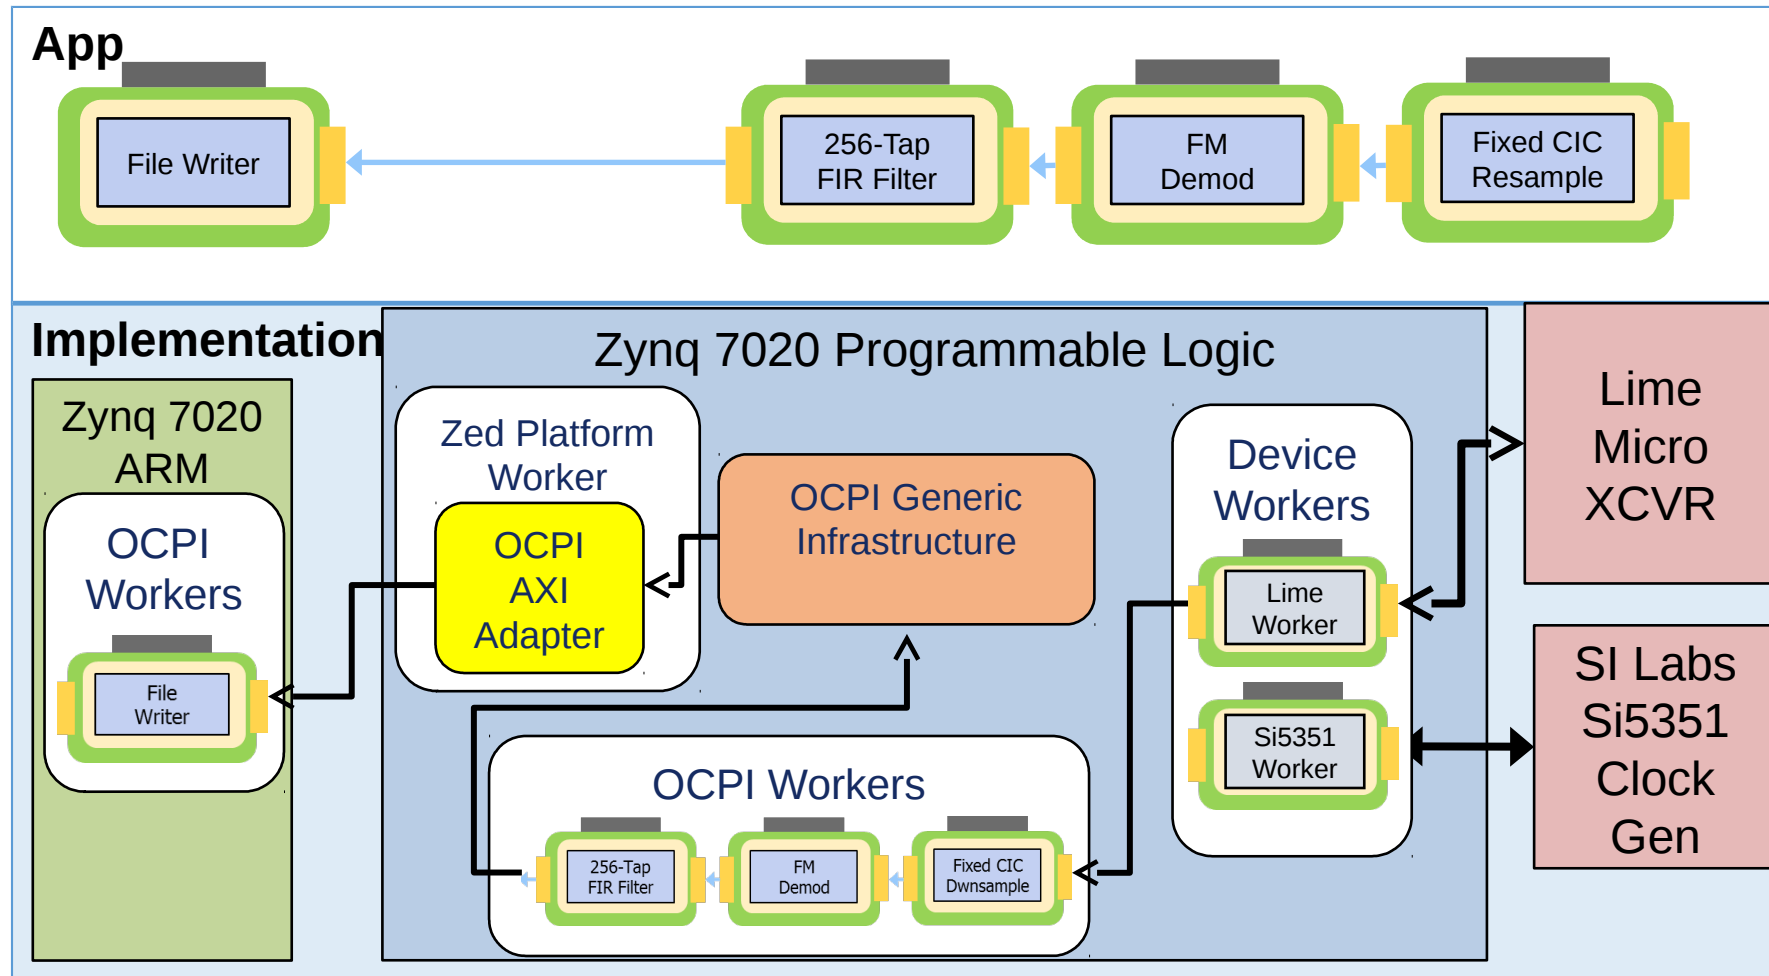 App
File Writer
256-Tap
FIR Filter
FM
Demod
Fixed CIC
Resample
Implementation
Zynq 7020 Programmable Logic
Zynq 7020
ARM
OCPI
Workers
File
Writer
Zed Platform
Worker
OCPI
AXI
Adapter
OCPI Generic
Infrastructure
OCPI Workers
256-Tap
FIR Filter
FM
Demod
Fixed CIC
Dwnsample
Device
Workers
Lime
Worker
Si5351
Worker
Lime
Micro
XCVR
SI Labs
Si5351
Clock
Gen